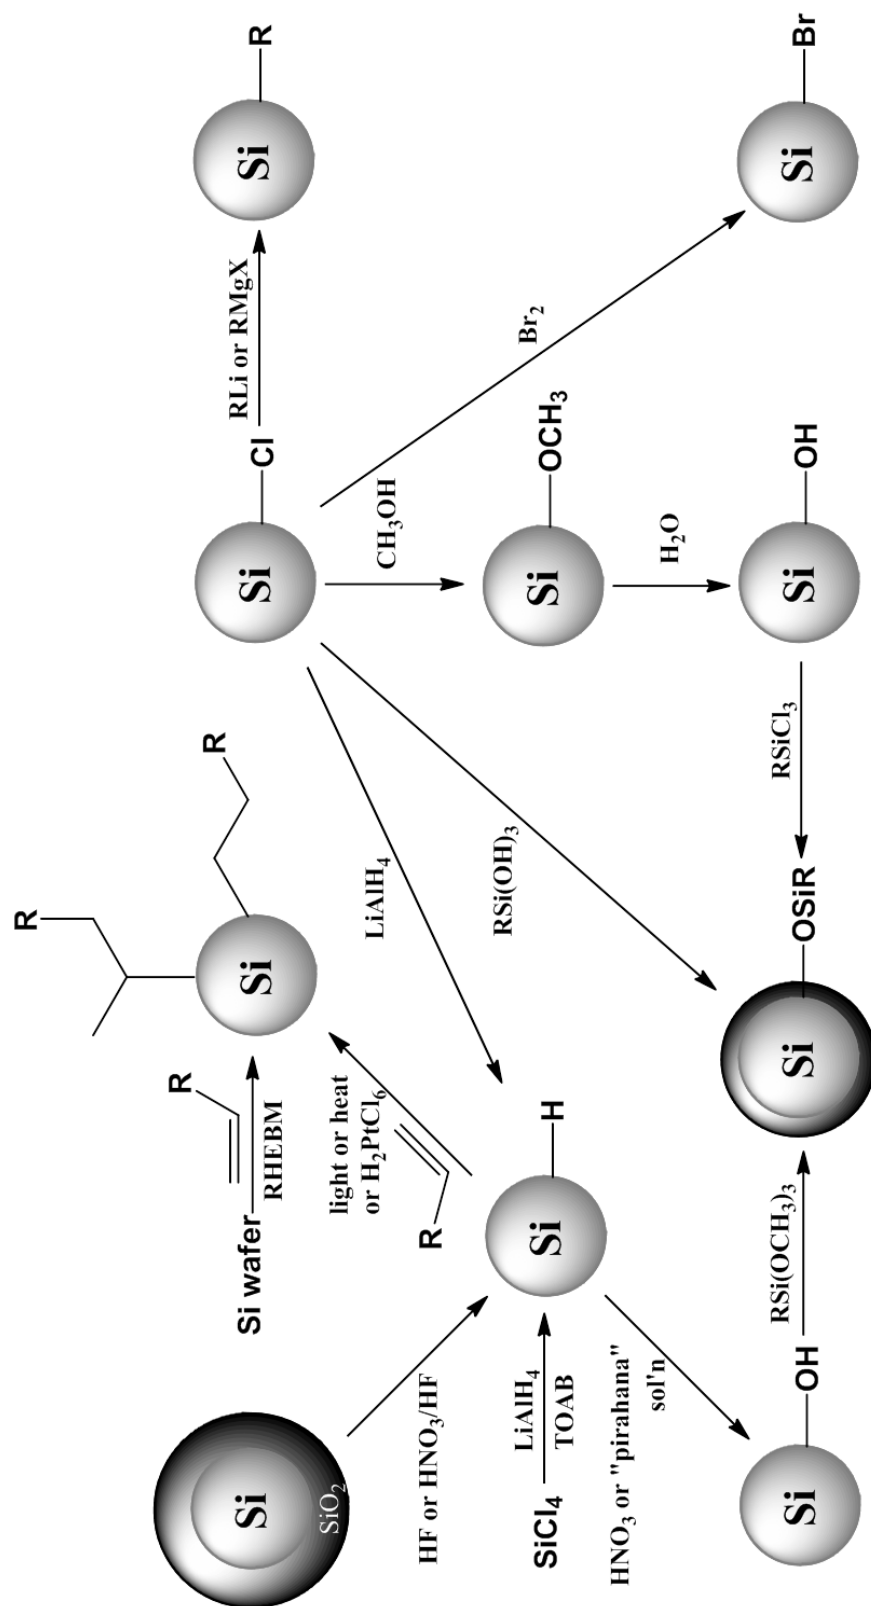 Si
SiO2
HF or HNO3/HF
SiCl4
LiAlH4
TOAB
HNO3 or "pirahana"
sol'n
Si
OH
RSi(OCH3)3
Si wafer
R
RHEBM
R
Si
R
light or heat
or H2PtCl6
R
Si
H
Si
OSiR
LiAlH4
RSi(OH)3
RSiCl3
Si
Cl
RLi or RMgX
Si
R
CH3OH
Si
OCH3
H2O
Si
OH
Br2
Si
Br